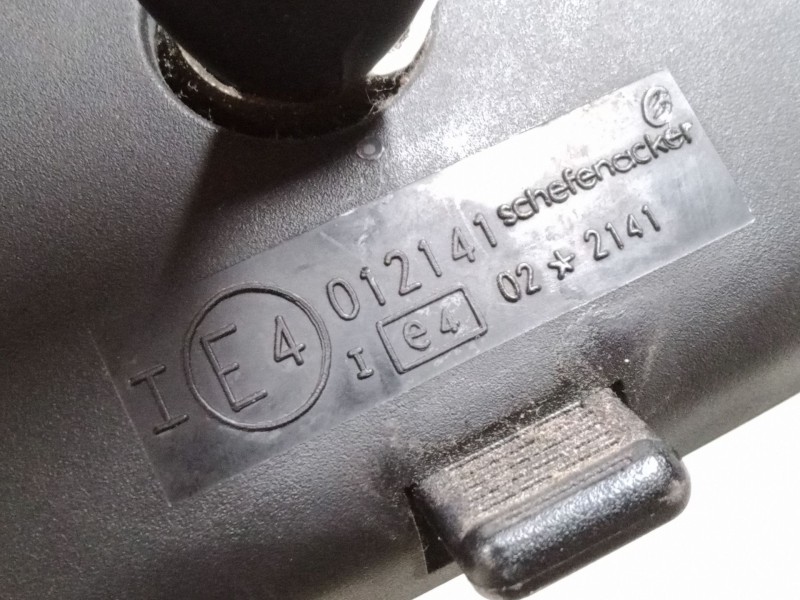 schefenacker
I E4 012141
I e4 02 ☆ 2141